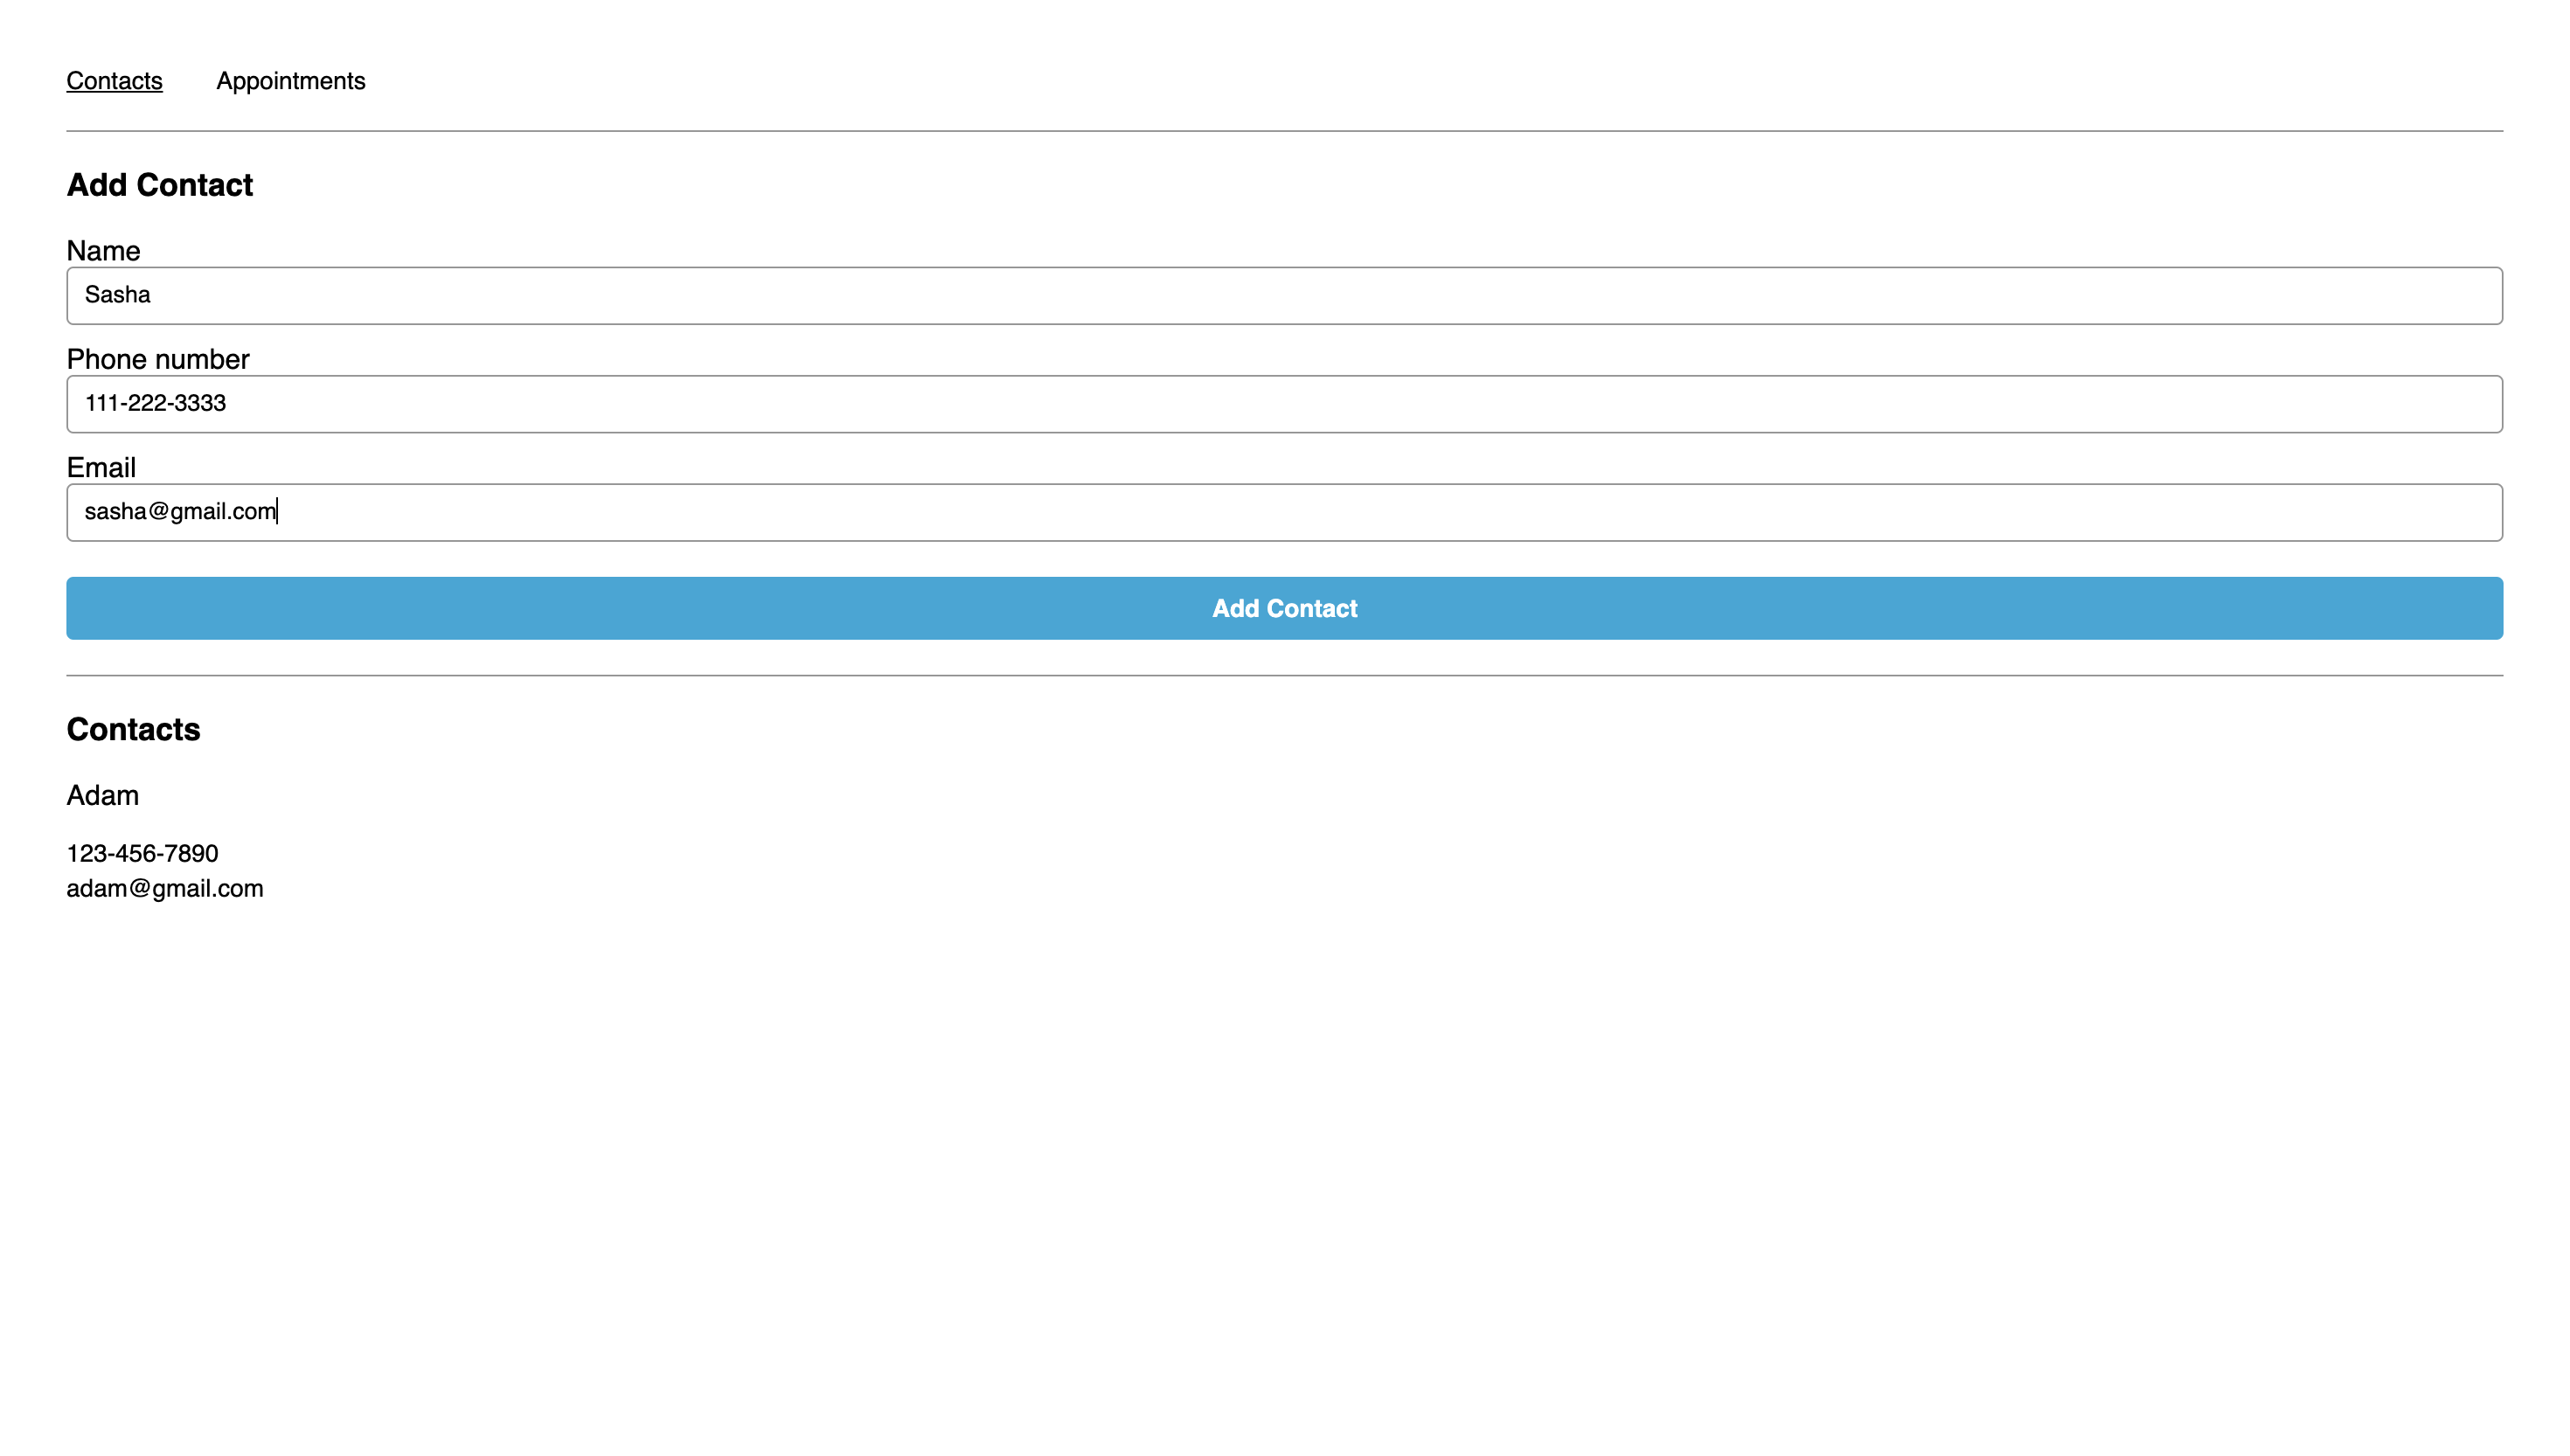 Contacts Appointments
Add Contact
Name
Sasha
Phone number
111-222-3333
Email
sasha@gmail.com
Add Contact
Contacts
Adam
123-456-7890
adam@gmail.com